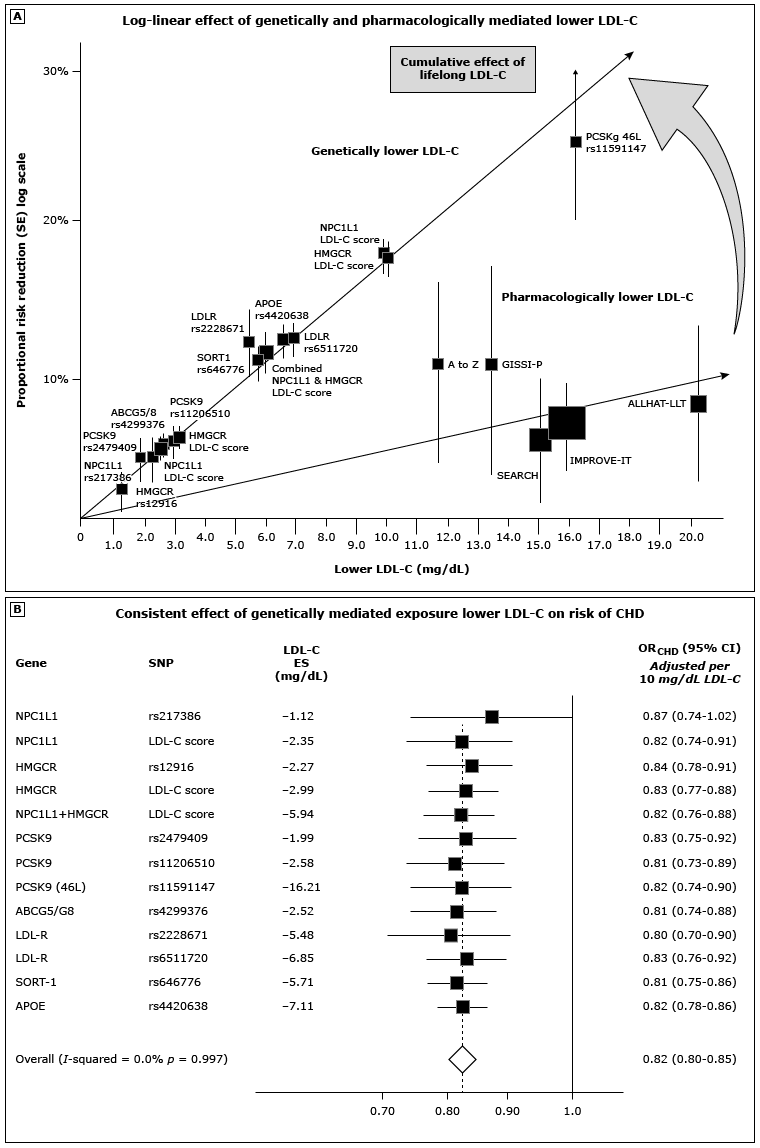 A
Log-linear effect of genetically and pharmacologically mediated lower LDL-C
Proportional risk reduction (SE) log scale
30%
20%
10%
Cumulative effect of
lifelong LDL-C
Genetically lower LDL-C
PCSKg 46L
rs11591147
NPC1L1
LDL-C score
HMGCR
LDL-C score
Pharmacologically lower LDL-C
APOE
rs4420638
LDLR
rs2228671
LDLR
rs6511720
SORT1
rs646776
Combined
NPC1L1 & HMGCR
LDL-C score
A to Z
GISSI-P
ALLHAT-LLT
PCSK9
rs11206510
ABCG5/8
rs4299376
PCSK9
rs2479409
HMGCR
LDL-C score
NPC1L1
rs217386
NPC1L1
LDL-C score
HMGCR
rs12916
SEARCH
IMPROVE-IT
0 1.0 2.0 3.0 5.0 6.0 7.0 9.0 10.0 11.0 12.0 13.0 14.0 15.0 16.0 17.0 18.0 19.0 20.0
Lower LDL-C (mg/dL)
B
Consistent effect of genetically mediated exposure lower LDL-C on risk of CHD
Gene SNP LDL-C ES (mg/dL) ORCHD (95% CI) Adjusted per 10 mg/dL LDL-C
NPC1L1 rs217386 –1.12 0.87 (0.74-1.02)
NPC1L1 LDL-C score –2.35 0.82 (0.74-0.91)
HMGCR rs12916 –2.27 0.84 (0.78-0.91)
HMGCR LDL-C score –2.99 0.83 (0.77-0.88)
NPC1L1+HMGCR LDL-C score –5.94 0.82 (0.76-0.88)
PCSK9 rs2479409 –1.99 0.83 (0.75-0.92)
PCSK9 rs11206510 –2.58 0.81 (0.73-0.89)
PCSK9 (46L) rs11591147 –16.21 0.82 (0.74-0.90)
ABCG5/G8 rs4299376 –2.52 0.81 (0.74-0.88)
LDL-R rs2228671 –5.48 0.80 (0.70-0.90)
LDL-R rs6511720 –6.85 0.83 (0.76-0.92)
SORT-1 rs646776 –5.71 0.81 (0.75-0.86)
APOE rs4420638 –7.11 0.82 (0.78-0.86)
Overall (I-squared = 0.0% p = 0.997) 0.82 (0.80-0.85)
0.70 0.80 0.90 1.0